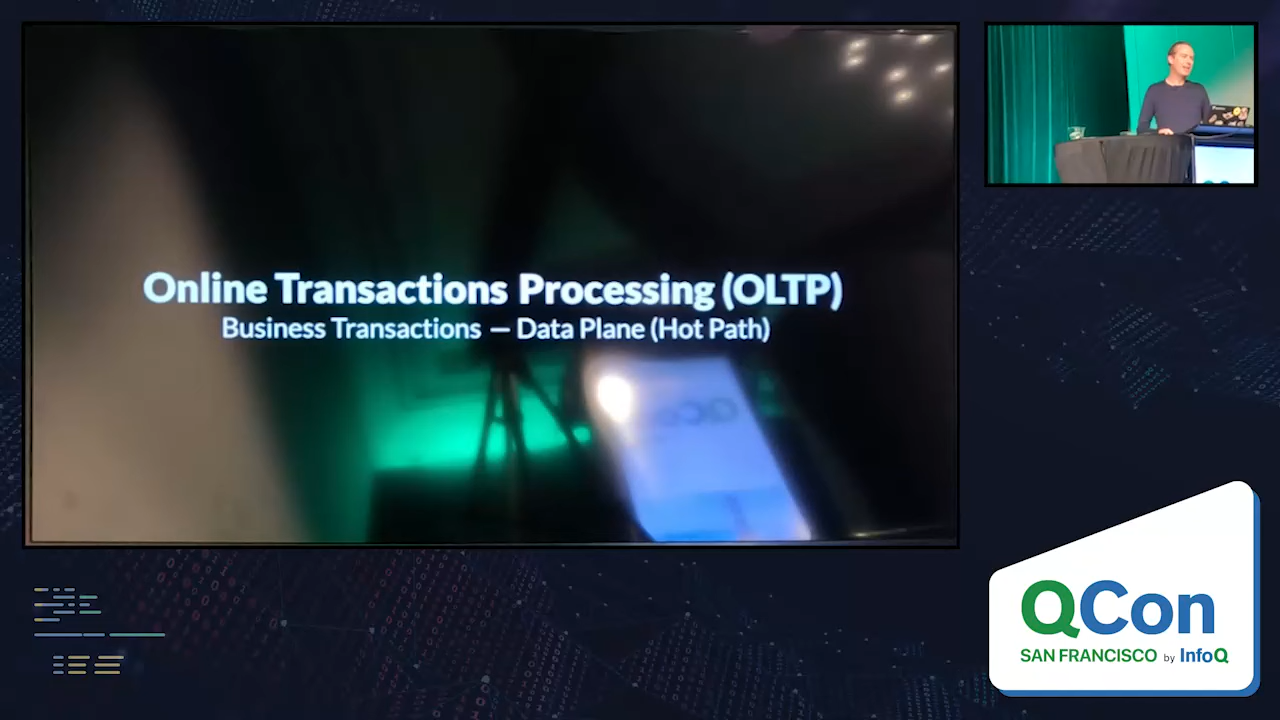 Online Transactions Processing (OLTP)
Business Transactions — Data Plane (Hot Path)
QCon
SAN FRANCISCO by InfoQ